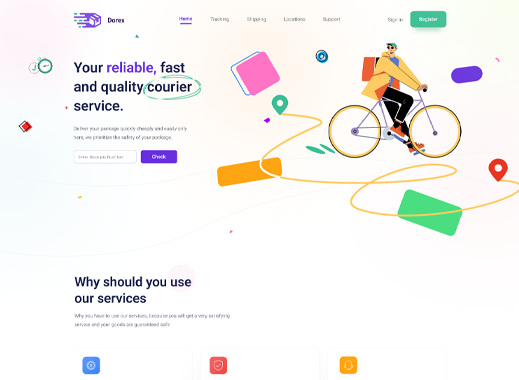 Dorex
Home Tracking Shipping Locations Support Sign in Register
Your reliable, fast
and quality courier
service.
Deliver your package quickly cheaply and easily only
here, we prioritize the safety of your package.
Check
Why should you use
our services
Why you have to use our services, because you will get a very satisfying
service and your goods are guaranteed safe